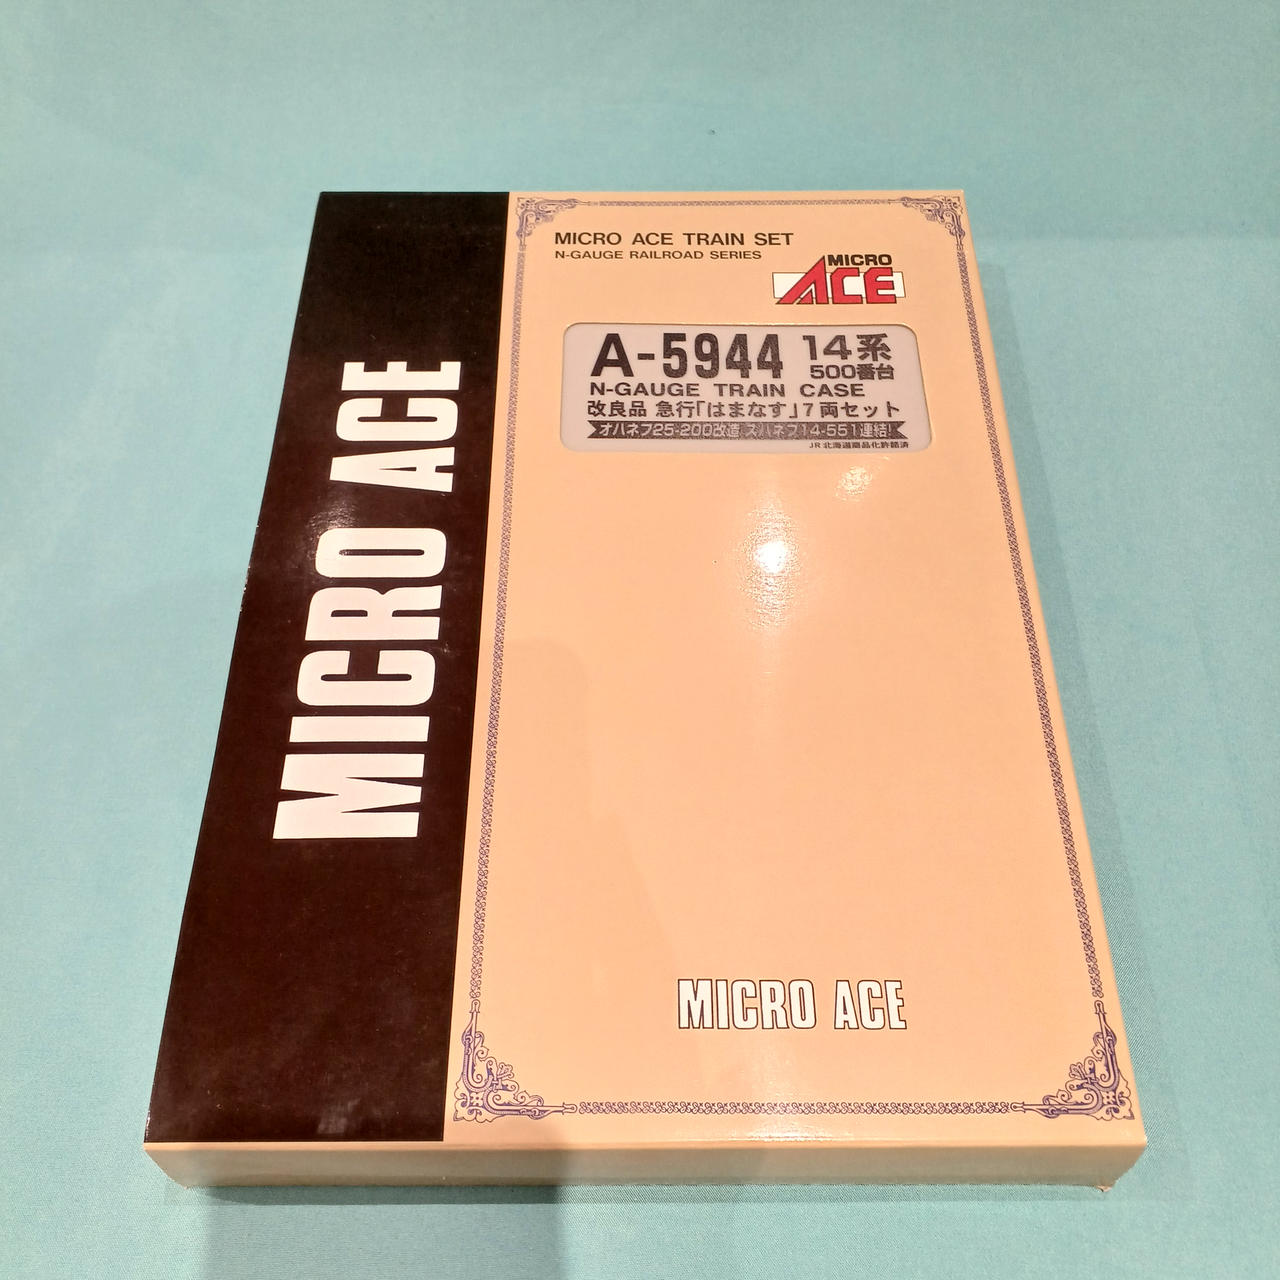 MICRO ACE
MICRO ACE TRAIN SET
N-GAUGE RAILROAD SERIES
MICRO
ACE
A-5944 14系
500番台
N-GAUGE TRAIN CASE
改良品 急行「はまなす」7両セット
オハネフ25-200改造 スハネフ14-551連結!
JR北海道商品化許諾済
MICRO ACE